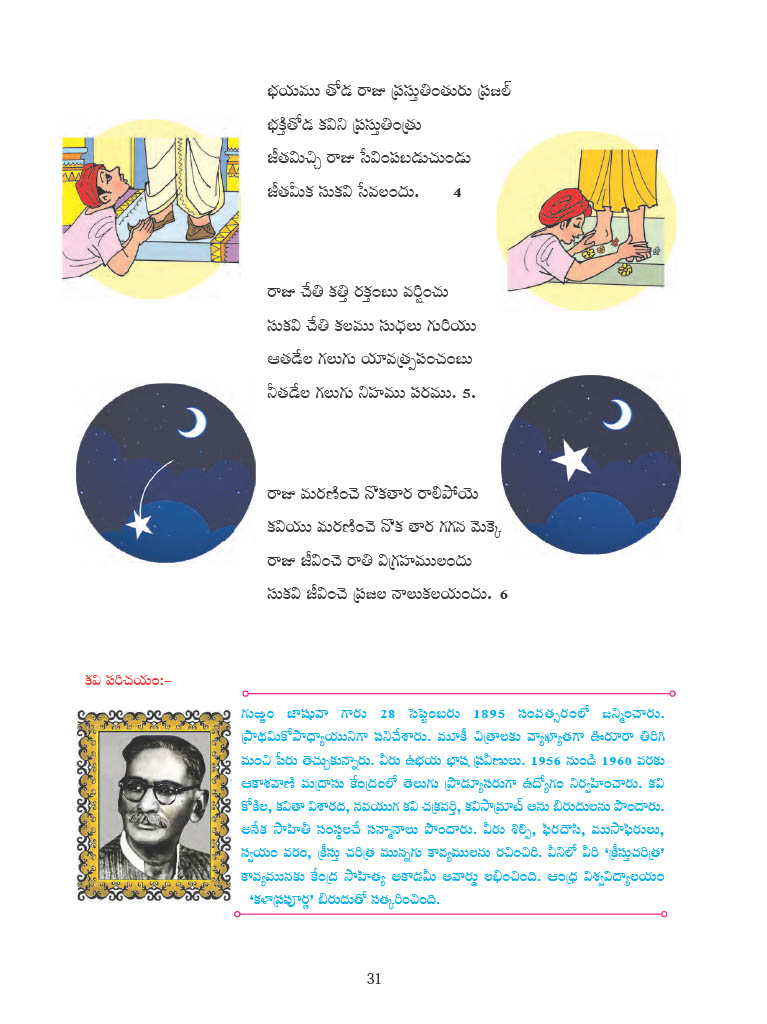 భయము తోడ రాజు ప్రస్తుతింతురు ప్రజల్
భక్తితోడ కవిని ప్రస్తుతింత్రు
జీతమిచ్చి రాజు సేవింపబడుచుండు
జీతమీక సుకవి సేవలందు. 4
రాజు చేతి కత్తి రక్తంబు వర్షించు
సుకవి చేతి కలము సుధలు గురియు
ఆతడేల గలుగు యావత్ప్రపంచంబు
నీతడేల గలుగు నిహము పరము. 5.
రాజు మరణించె నొకతార రాలిపోయె
కవియు మరణించె నొక తార గగన మెక్కె
రాజు జీవించె రాతి విగ్రహములందు
సుకవి జీవించె ప్రజల నాలుకలయందు. 6
కవి పరిచయం:-
గుఱ్ఱం జాషువా గారు 28 సెప్టెంబరు 1895 సంవత్సరంలో జన్మించారు.
ప్రాథమికోపాధ్యాయునిగా పనిచేశారు. మూకీ చిత్రాలకు వ్యాఖ్యాతగా ఊరూరా తిరిగి
మంచి పేరు తెచ్చుకున్నారు. వీరు ఉభయ భాష ప్రవీణులు. 1956 నుండి 1960 వరకు
ఆకాశవాణి మద్రాసు కేంద్రంలో తెలుగు ప్రొడ్యూసరుగా ఉద్యోగం నిర్వహించారు. కవి
కోకిల, కవితా విశారద, నవయుగ కవి చక్రవర్తి, కవిసామ్రాట్ అను బిరుదులను పొందారు.
అనేక సాహితీ సంస్థలచే సన్మానాలు పొందారు. వీరు శిల్పి, ఫిరదౌసి, ముసాఫిరులు,
స్వయం వరం, క్రీస్తు చరిత్ర మున్నగు కావ్యములను రచించిరి. వీనిలో వీరి ‘క్రీస్తుచరిత్ర’
కావ్యమునకు కేంద్ర సాహిత్య అకాడమీ అవార్డు లభించింది. ఆంధ్ర విశ్వవిద్యాలయం
‘కళాప్రపూర్ణ’ బిరుదుతో సత్కరించింది.
31